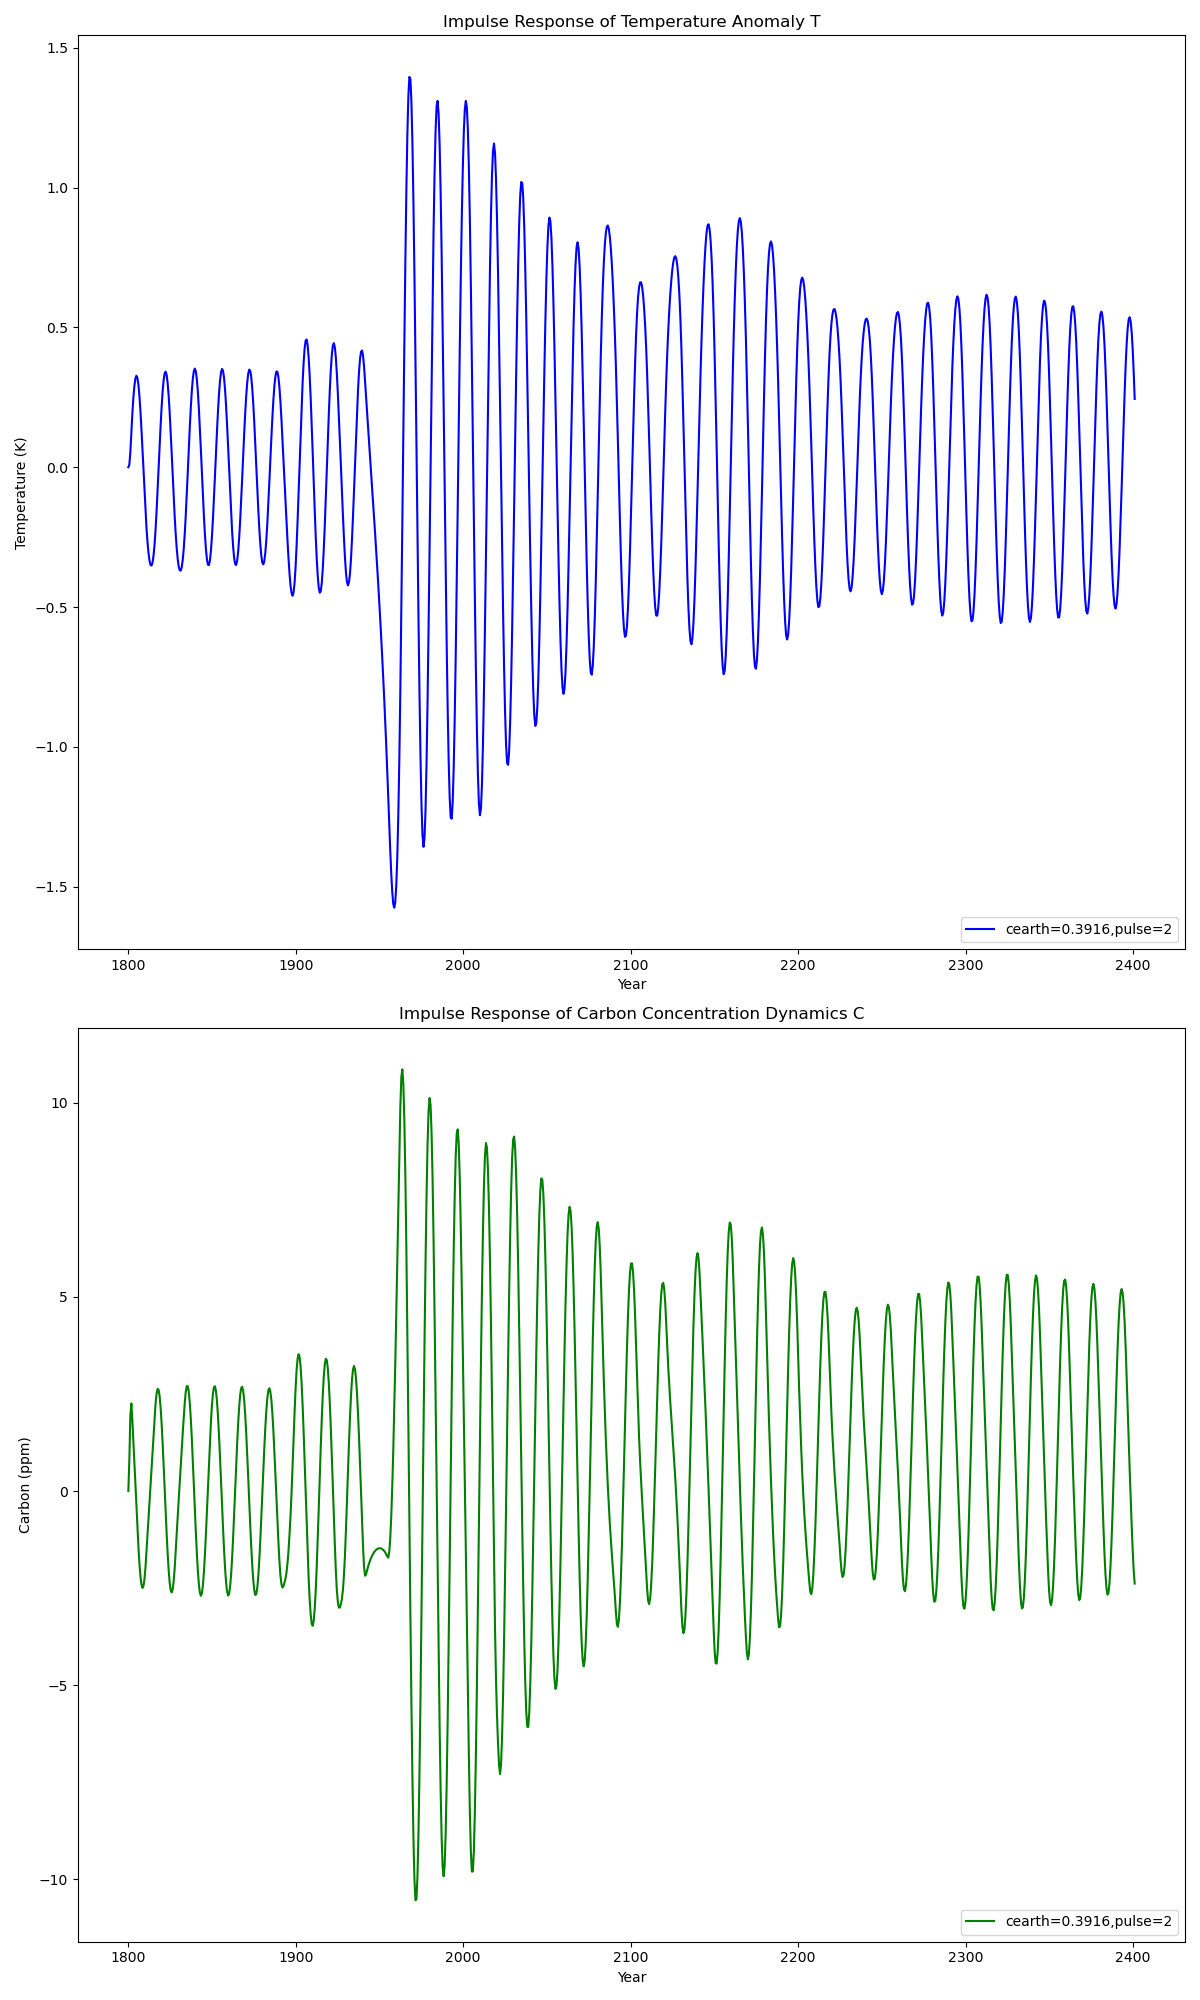 Impulse Response of Temperature Anomaly T
1.5
1.0
0.5
0.0
−0.5
−1.0
−1.5
Temperature (K)
cearth=0.3916,pulse=2
1800 1900 2000 2100 2200 2300 2400
Year
Impulse Response of Carbon Concentration Dynamics C
10
5
0
−5
−10
Carbon (ppm)
cearth=0.3916,pulse=2
1800 1900 2000 2100 2200 2300 2400
Year